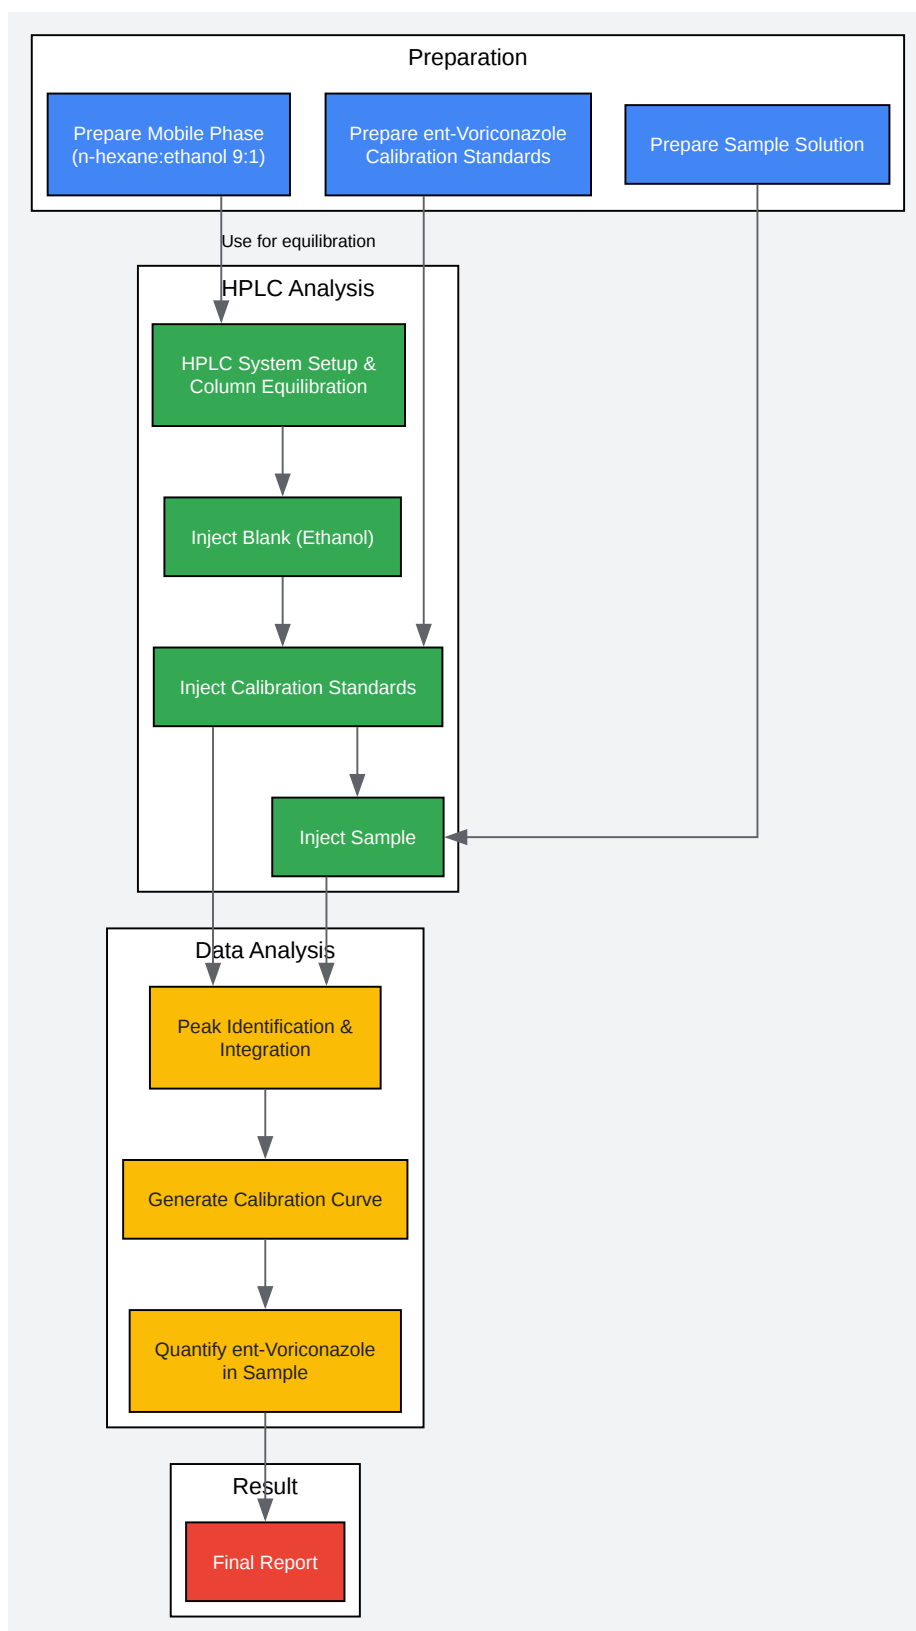 Preparation
Prepare Mobile Phase
(n-hexane:ethanol 9:1)
Prepare ent-Voriconazole
Calibration Standards
Prepare Sample Solution
Use for equilibration
HPLC Analysis
HPLC System Setup &
Column Equilibration
Inject Blank (Ethanol)
Inject Calibration Standards
Inject Sample
Data Analysis
Peak Identification &
Integration
Generate Calibration Curve
Quantify ent-Voriconazole
in Sample
Result
Final Report